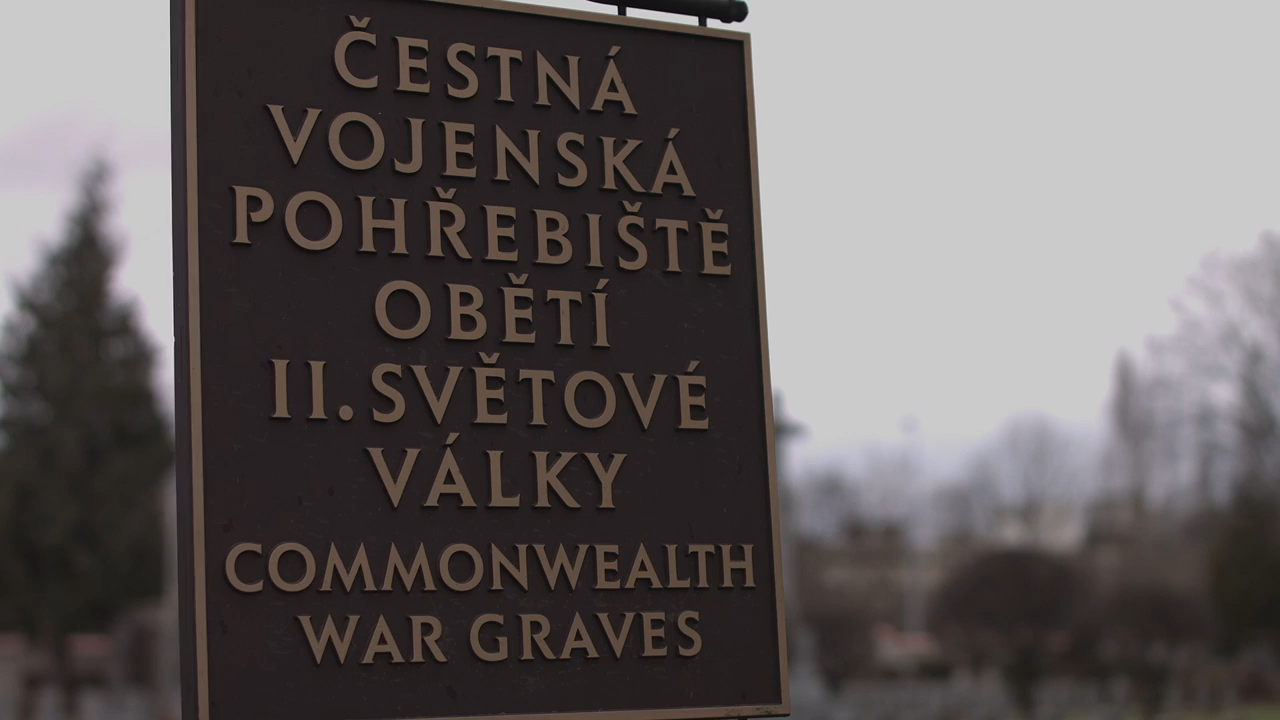 ČESTNÁ
VOJENSKÁ
POHŘEBIŠTĚ
OBĚTÍ
II. SVĚTOVÉ
VÁLKY
COMMONWEALTH
WAR GRAVES